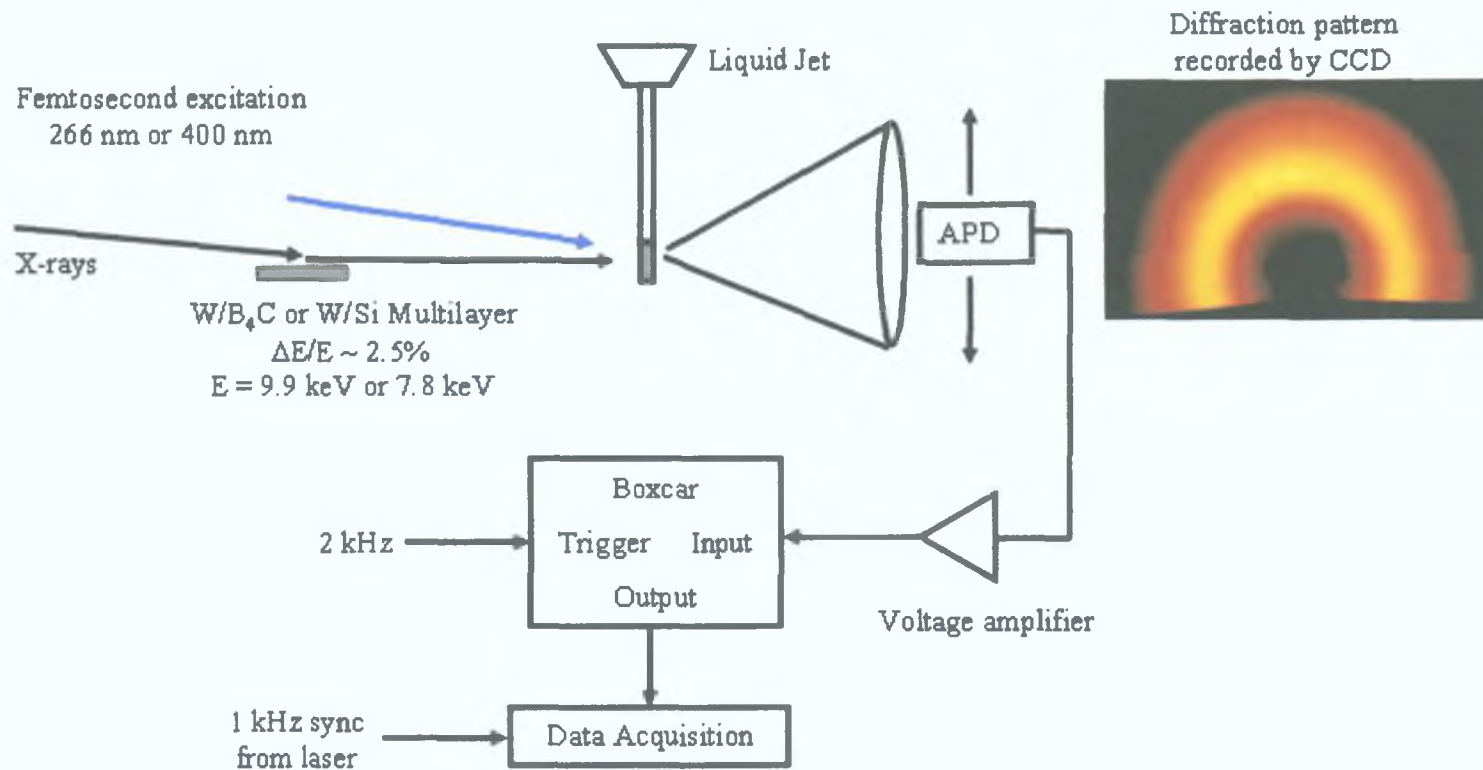 Diffraction pattern
recorded by CCD
Liquid Jet
Femtosecond excitation
266 nm or 400 nm
APD
X-rays
W/B₄C or W/Si Multilayer
ΔE/E ~ 2.5%
E = 9.9 keV or 7.8 keV
Boxcar
2 kHz
Trigger Input
Output
Voltage amplifier
1 kHz sync
from laser
Data Acquisition